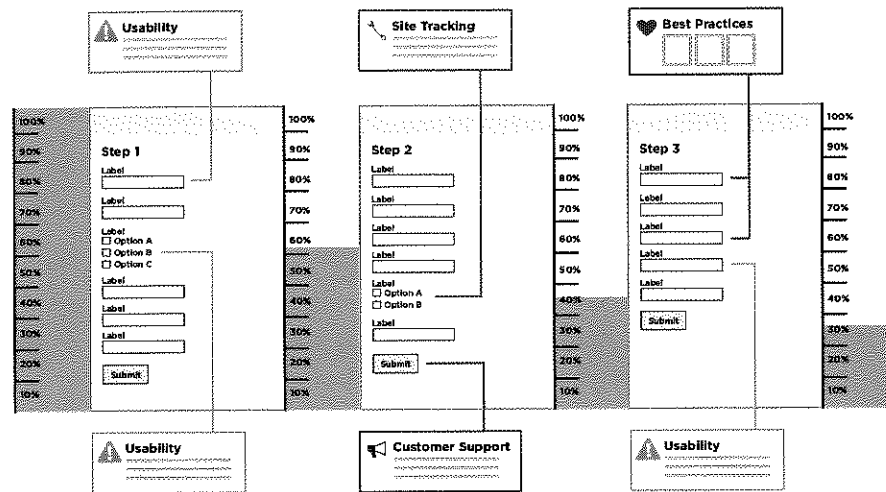 Usability
Site Tracking
Best Practices
100%
90%
80%
70%
60%
50%
40%
30%
20%
10%
Step 1
Label
Label
Label
Option A
Option B
Option C
Label
Label
Label
Submit
100%
90%
80%
70%
60%
50%
40%
30%
20%
10%
Step 2
Label
Label
Label
Label
Label
Option A
Option B
Label
Submit
100%
90%
80%
70%
60%
50%
40%
30%
20%
10%
Step 3
Label
Label
Label
Label
Label
Submit
100%
90%
80%
70%
60%
50%
40%
30%
20%
10%
Usability
Customer Support
Usability